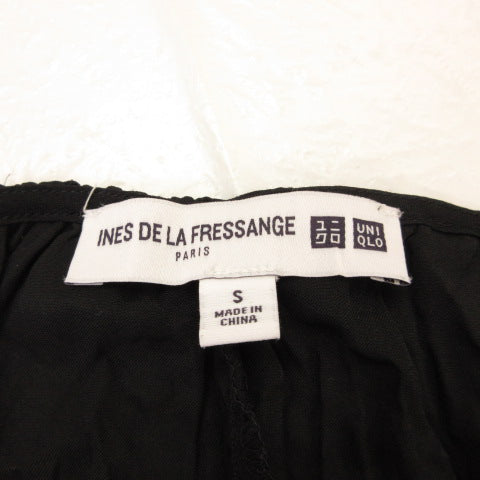 INES DE LA FRESSANGE
PARIS
ユニ
クロ
UNI
QLO
S
MADE IN
CHINA